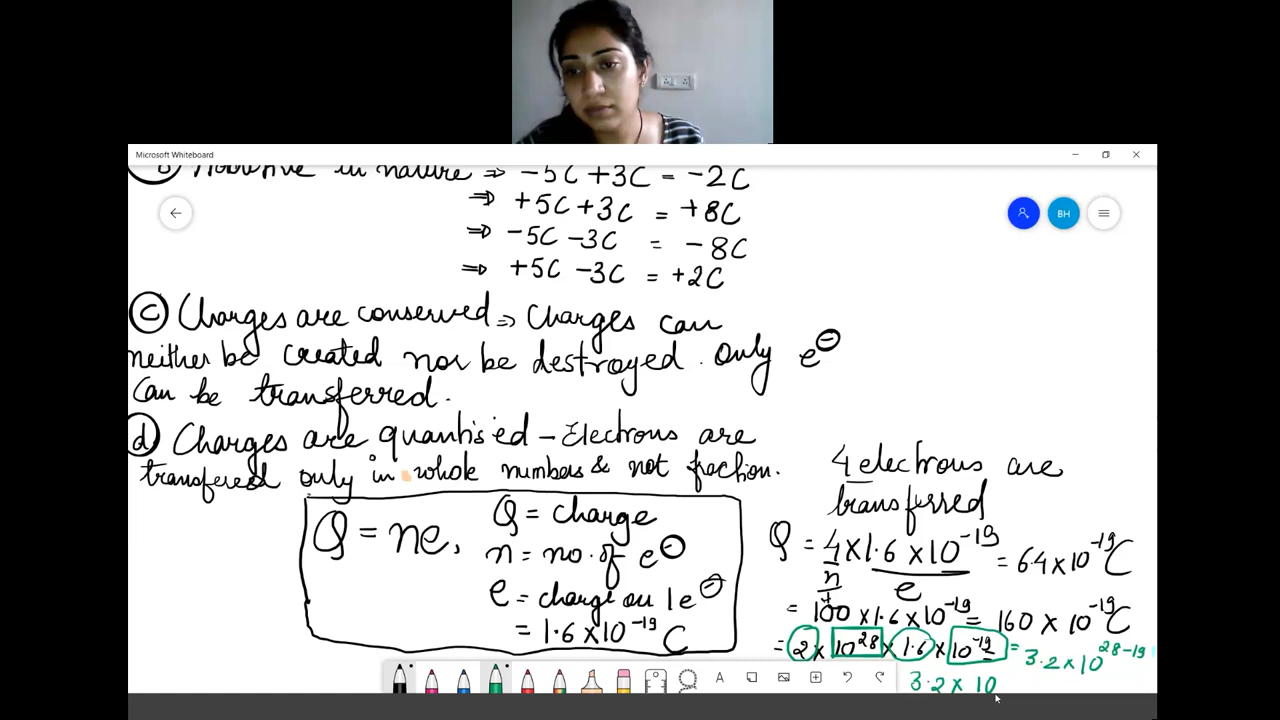 Microsoft Whiteboard
in nature ⇒ -5C +3C = -2C
⇒ +5C +3C = +8C
BH
⇒ -5C -3C = -8C
⇒ +5C -3C = +2C
c Charges are conserved ⇒ Charges can
neither be created nor be destroyed. Only e⊖
Can be transferred.
d Charges are quantised - Electrons are
transfered only in whole numbers & not fraction.
Q = ne, Q = charge
n = no. of e⊖
e = charge on 1e⊖
= 1.6 x 10⁻¹⁹ C
4 electrons are
transferred
Q = 4 x 1.6 x 10⁻¹⁹ = 6.4 x 10⁻¹⁹ C
n e
= 100 x 1.6 x 10⁻¹⁹ = 160 x 10⁻¹⁹ C
= 2 x 10²⁸ x 1.6 x 10⁻¹⁹ = 3.2 x 10²⁸⁻¹⁹
3.2 x 10
A